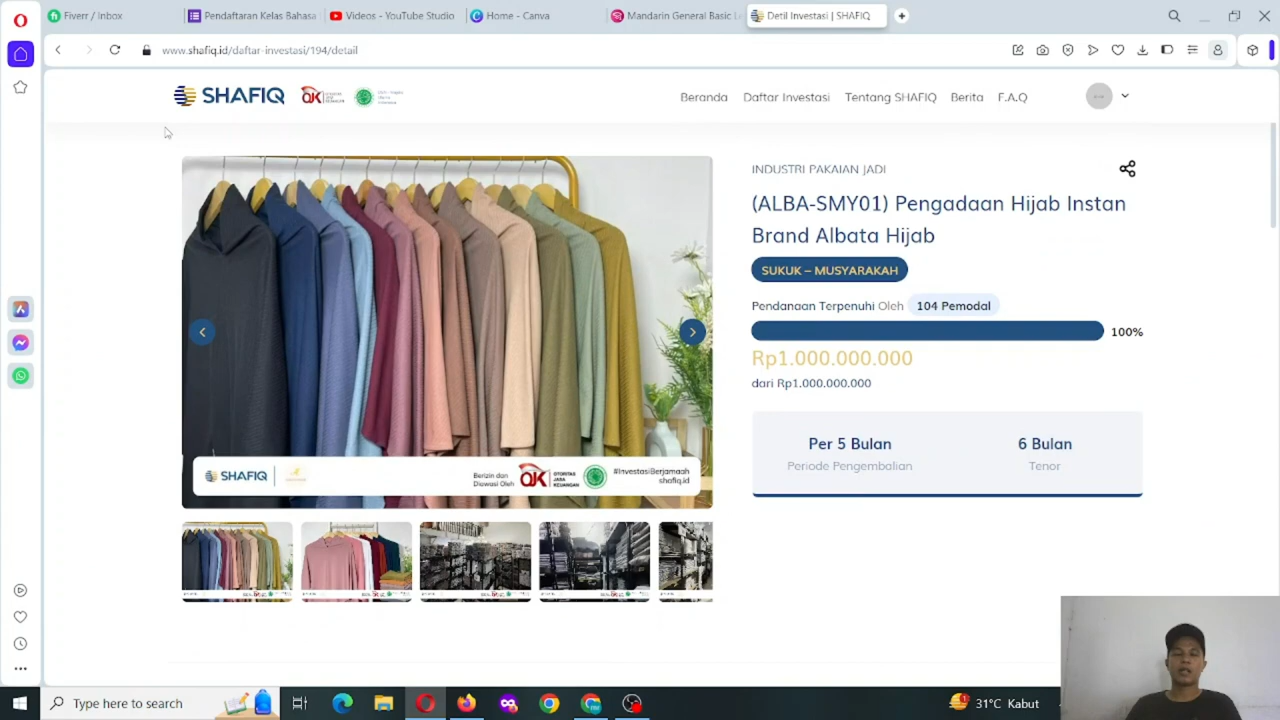 Fiverr / Inbox
Pendaftaran Kelas Bahasa
Videos - YouTube Studio
Home - Canva
Mandarin General Basic Le
Detil Investasi | SHAFIQ
www.shafiq.id/daftar-investasi/194/detail
SHAFIQ
Beranda
Daftar Investasi
Tentang SHAFIQ
Berita
F.A.Q
INDUSTRI PAKAIAN JADI
(ALBA-SMY01) Pengadaan Hijab Instan
Brand Albata Hijab
SUKUK – MUSYARAKAH
Pendanaan Terpenuhi Oleh 104 Pemodal
100%
Rp1.000.000.000
dari Rp1.000.000.000
Per 5 Bulan
Periode Pengembalian
6 Bulan
Tenor
SHAFIQ
Berizin dan
Diawasi Oleh
OTORITAS
JASA
KEUANGAN
#InvestasiBerjamaah
shafiq.id
Type here to search
31°C Kabut